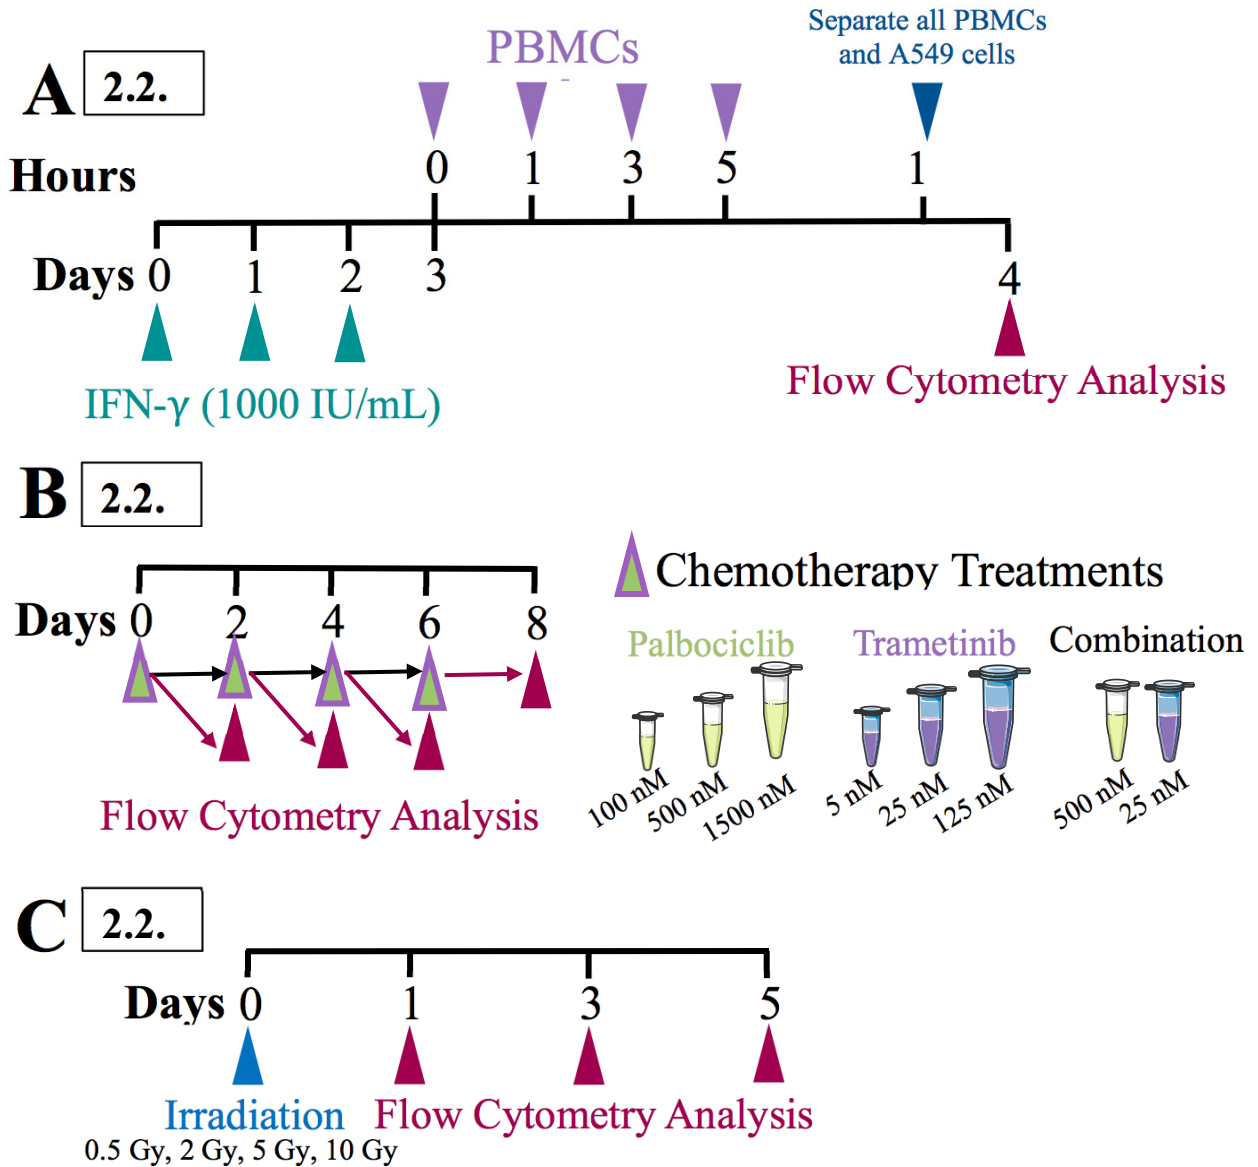 A 2.2.
PBMCs
Separate all PBMCs
and A549 cells
Hours 0 1 3 5 1
Days 0 1 2 3 4
IFN-γ (1000 IU/mL)
Flow Cytometry Analysis
B 2.2.
Days 0 2 4 6 8
Flow Cytometry Analysis
Chemotherapy Treatments
Palbociclib Trametinib Combination
100 nM 500 nM 1500 nM 5 nM 25 nM 125 nM 500 nM 25 nM
C 2.2.
Days 0 1 3 5
Irradiation Flow Cytometry Analysis
0.5 Gy, 2 Gy, 5 Gy, 10 Gy